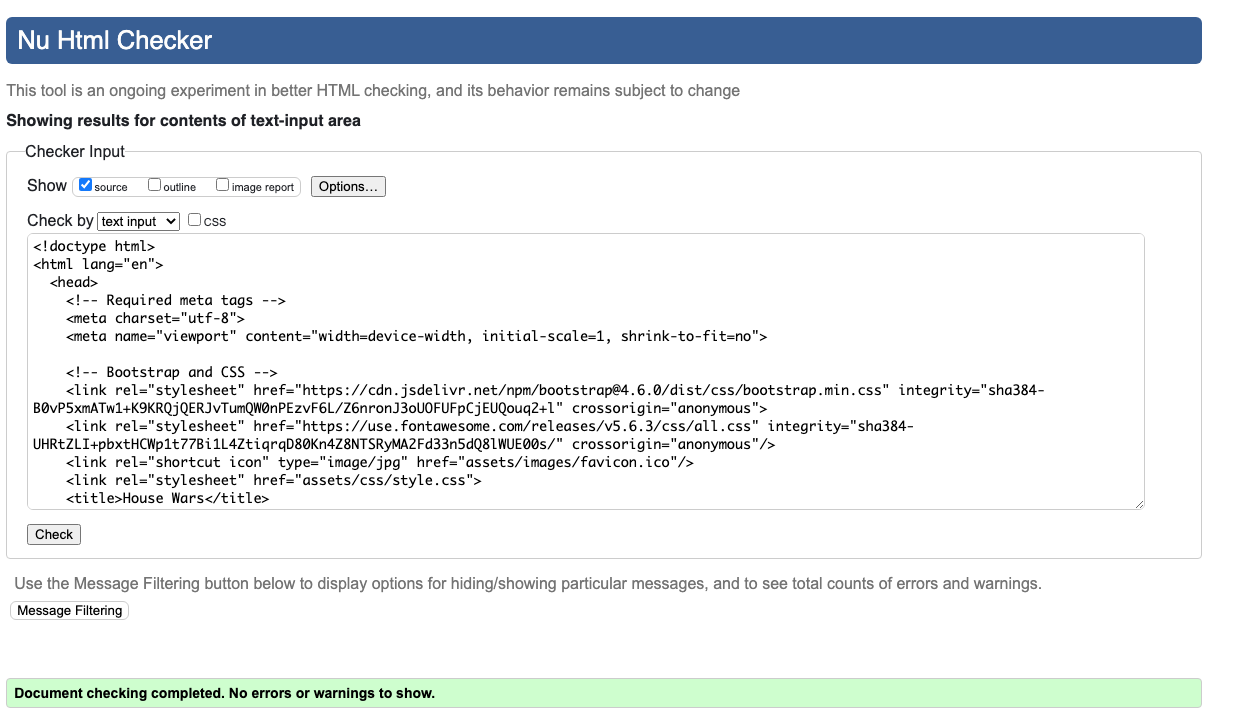 Nu Html Checker
This tool is an ongoing experiment in better HTML checking, and its behavior remains subject to change
Showing results for contents of text-input area
Checker Input
Show source outline image report Options...
Check by text input CSS
<!doctype html>
<html lang="en">
  <head>
    <!-- Required meta tags -->
    <meta charset="utf-8">
    <meta name="viewport" content="width=device-width, initial-scale=1, shrink-to-fit=no">
    <!-- Bootstrap and CSS -->
    <link rel="stylesheet" href="https://cdn.jsdelivr.net/npm/bootstrap@4.6.0/dist/css/bootstrap.min.css" integrity="sha384-
B0vP5xmATw1+K9KRQjQERJvTumQW0nPEzvF6L/Z6nronJ3oUOFUFpCjEUQouq2+l" crossorigin="anonymous">
    <link rel="stylesheet" href="https://use.fontawesome.com/releases/v5.6.3/css/all.css" integrity="sha384-
UHRtZLI+pbxtHCWp1t77Bi1L4ZtiqrqD80Kn4Z8NTSRyMA2Fd33n5dQ8lWUE00s/" crossorigin="anonymous"/>
    <link rel="shortcut icon" type="image/jpg" href="assets/images/favicon.ico"/>
    <link rel="stylesheet" href="assets/css/style.css">
    <title>House Wars</title>
Check
Use the Message Filtering button below to display options for hiding/showing particular messages, and to see total counts of errors and warnings.
Message Filtering
Document checking completed. No errors or warnings to show.